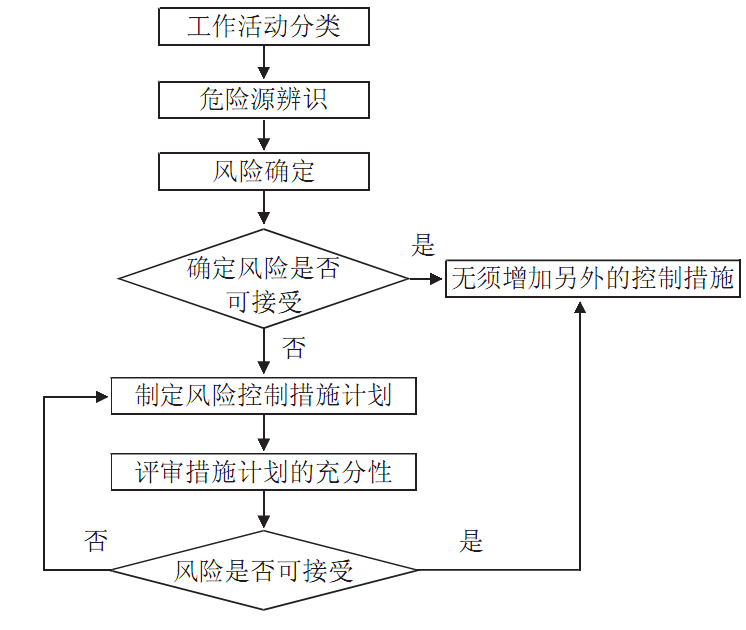 工作活动分类
危险源辨识
风险确定
确定风险是否
可接受
是
无须增加另外的控制措施
否
制定风险控制措施计划
评审措施计划的充分性
否
是
风险是否可接受